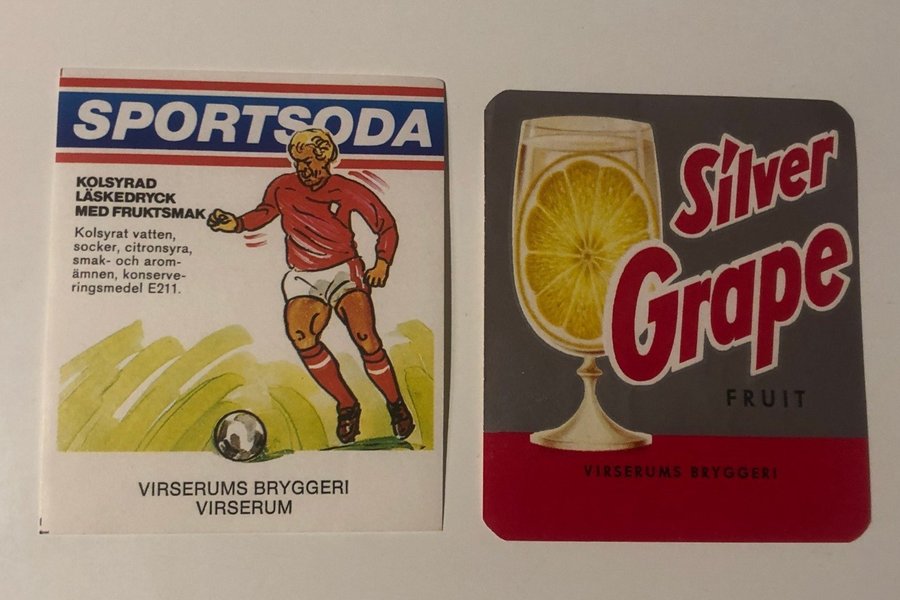 SPORTSODA
KOLSYRAD
LÄSKEDRYCK
MED FRUKTSMAK
Kolsyrat vatten,
socker, citronsyra,
smak- och arom-
ämnen, konserve-
ringsmedel E211.
VIRSERUMS BRYGGERI
VIRSERUM
Silver
Grape
FRUIT
VIRSERUMS BRYGGERI